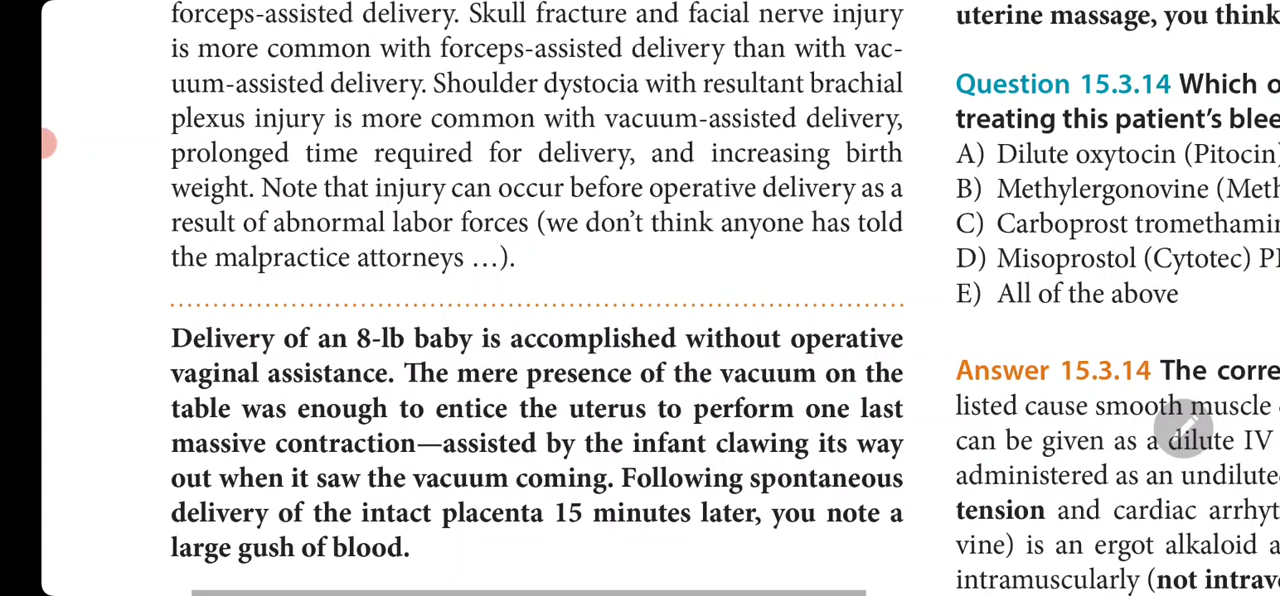 forceps-assisted delivery. Skull fracture and facial nerve injury
is more common with forceps-assisted delivery than with vac-
uum-assisted delivery. Shoulder dystocia with resultant brachial
plexus injury is more common with vacuum-assisted delivery,
prolonged time required for delivery, and increasing birth
weight. Note that injury can occur before operative delivery as a
result of abnormal labor forces (we don’t think anyone has told
the malpractice attorneys …).
Delivery of an 8-lb baby is accomplished without operative
vaginal assistance. The mere presence of the vacuum on the
table was enough to entice the uterus to perform one last
massive contraction—assisted by the infant clawing its way
out when it saw the vacuum coming. Following spontaneous
delivery of the intact placenta 15 minutes later, you note a
large gush of blood.
uterine massage, you think
Question 15.3.14 Which o
treating this patient’s blee
A) Dilute oxytocin (Pitocin)
B) Methylergonovine (Meth
C) Carboprost tromethamin
D) Misoprostol (Cytotec) P
E) All of the above
Answer 15.3.14 The corre
listed cause smooth muscle
can be given as a dilute IV
administered as an undilute
tension and cardiac arrhyt
vine) is an ergot alkaloid a
intramuscularly (not intrav